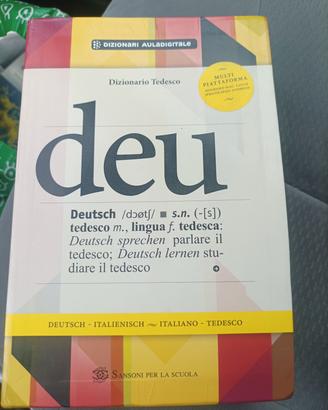 DIZIONARI AULADIGITALE
Dizionario Tedesco
MULTI
PIATTAFORMA
deu
Deutsch /dɔøtʃ/ ■ s.n. (-[s])
tedesco m., lingua f. tedesca:
Deutsch sprechen parlare il
tedesco; Deutsch lernen stu-
diare il tedesco
DEUTSCH - ITALIENISCH ~ ITALIANO - TEDESCO
SANSONI PER LA SCUOLA